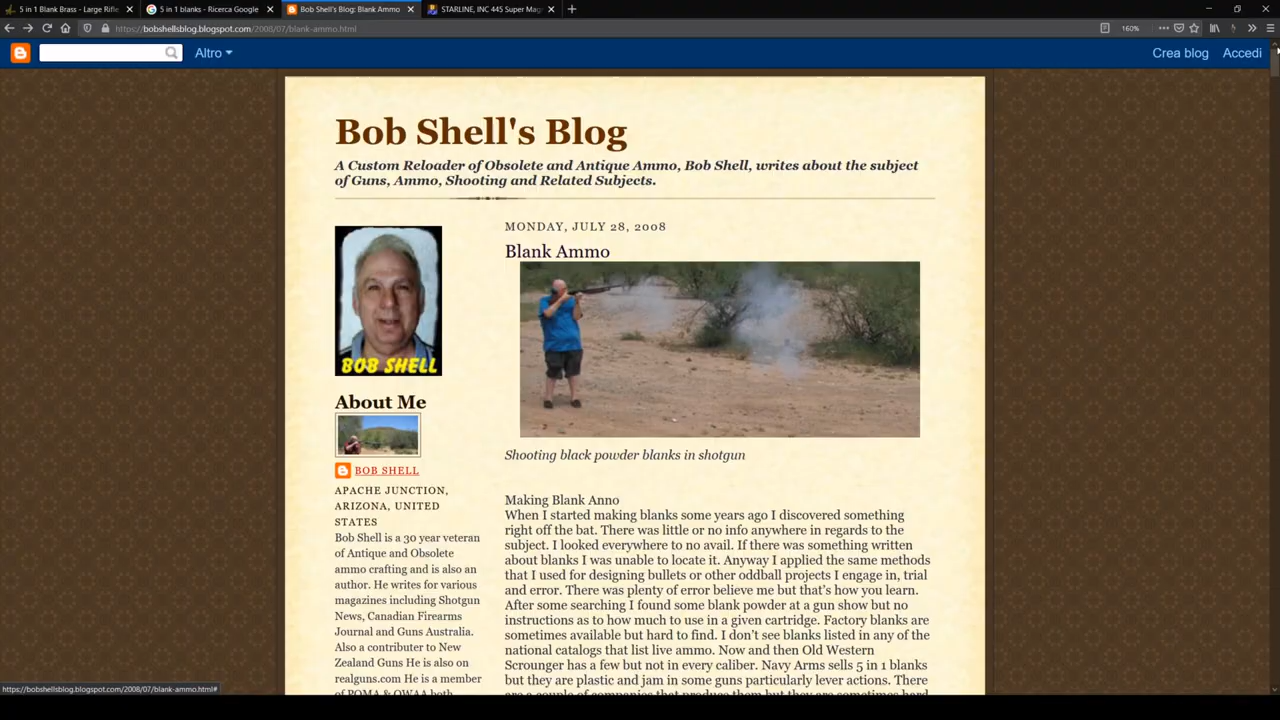 5 in 1 Blank Brass - Large Rifle
5 in 1 blanks - Ricerca Google
Bob Shell's Blog: Blank Ammo
STARLINE, INC 445 Super Mag
https://bobshellsblog.blogspot.com/2008/07/blank-ammo.html
160%
Altro
Crea blog
Accedi
Bob Shell's Blog
A Custom Reloader of Obsolete and Antique Ammo, Bob Shell, writes about the subject
of Guns, Ammo, Shooting and Related Subjects.
BOB SHELL
About Me
BOB SHELL
APACHE JUNCTION,
ARIZONA, UNITED
STATES
Bob Shell is a 30 year veteran
of Antique and Obsolete
ammo crafting and is also an
author. He writes for various
magazines including Shotgun
News, Canadian Firearms
Journal and Guns Australia.
Also a contributor to New
Zealand Guns He is also on
realguns.com He is a member
of POMA & OWAA both
MONDAY, JULY 28, 2008
Blank Ammo
Shooting black powder blanks in shotgun
Making Blank Anno
When I started making blanks some years ago I discovered something
right off the bat. There was little or no info anywhere in regards to the
subject. I looked everywhere to no avail. If there was something written
about blanks I was unable to locate it. Anyway I applied the same methods
that I used for designing bullets or other oddball projects I engage in, trial
and error. There was plenty of error believe me but that's how you learn.
After some searching I found some blank powder at a gun show but no
instructions as to how much to use in a given cartridge. Factory blanks are
sometimes available but hard to find. I don't see blanks listed in any of the
national catalogs that list live ammo. Now and then Old Western
Scrounger has a few but not in every caliber. Navy Arms sells 5 in 1 blanks
but they are plastic and jam in some guns particularly lever actions. There
are a couple of companies that produce them but they are sometimes hard
https://bobshellsblog.blogspot.com/2008/07/blank-ammo.html#